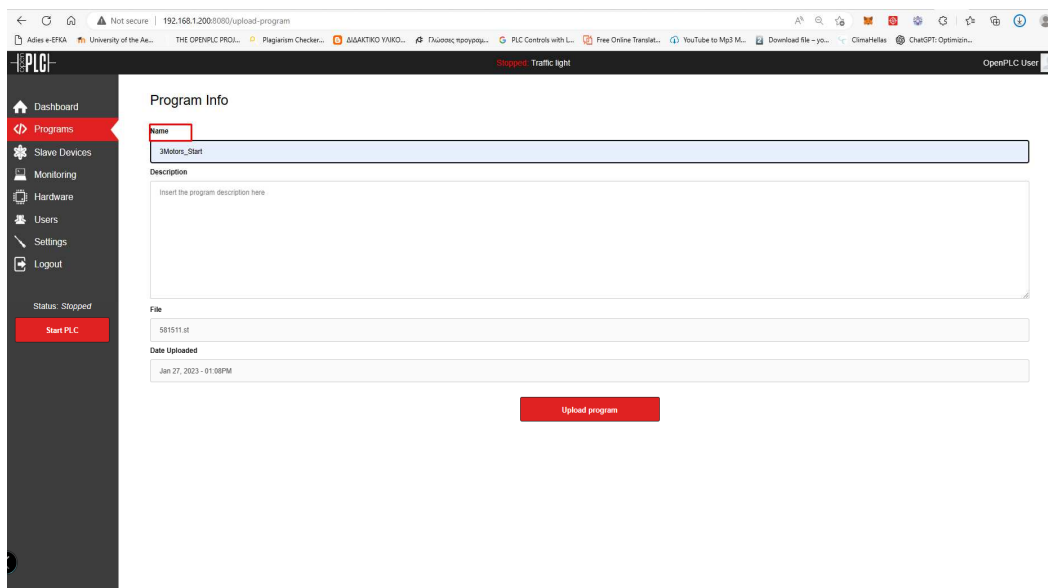 Not secure | 192.168.1.200:8080/upload-program
Adies e-EFKA University of the Ae... THE OPENPLC PROJ... Plagiarism Checker... ΔΙΔΑΚΤΙΚΟ ΥΛΙΚΟ... Γλώσσες προγραμ... PLC Controls with L... Free Online Translat... YouTube to Mp3 M... Download file – yo... ClimaHellas ChatGPT: Optimizin...
PLC Stopped: Traffic light OpenPLC User
Program Info
Dashboard
Programs
Slave Devices
Monitoring
Hardware
Users
Settings
Logout
Status: Stopped
Start PLC
Name
3Motors_Start
Description
Insert the program description here
File
581511.st
Date Uploaded
Jan 27, 2023 - 01:08PM
Upload program